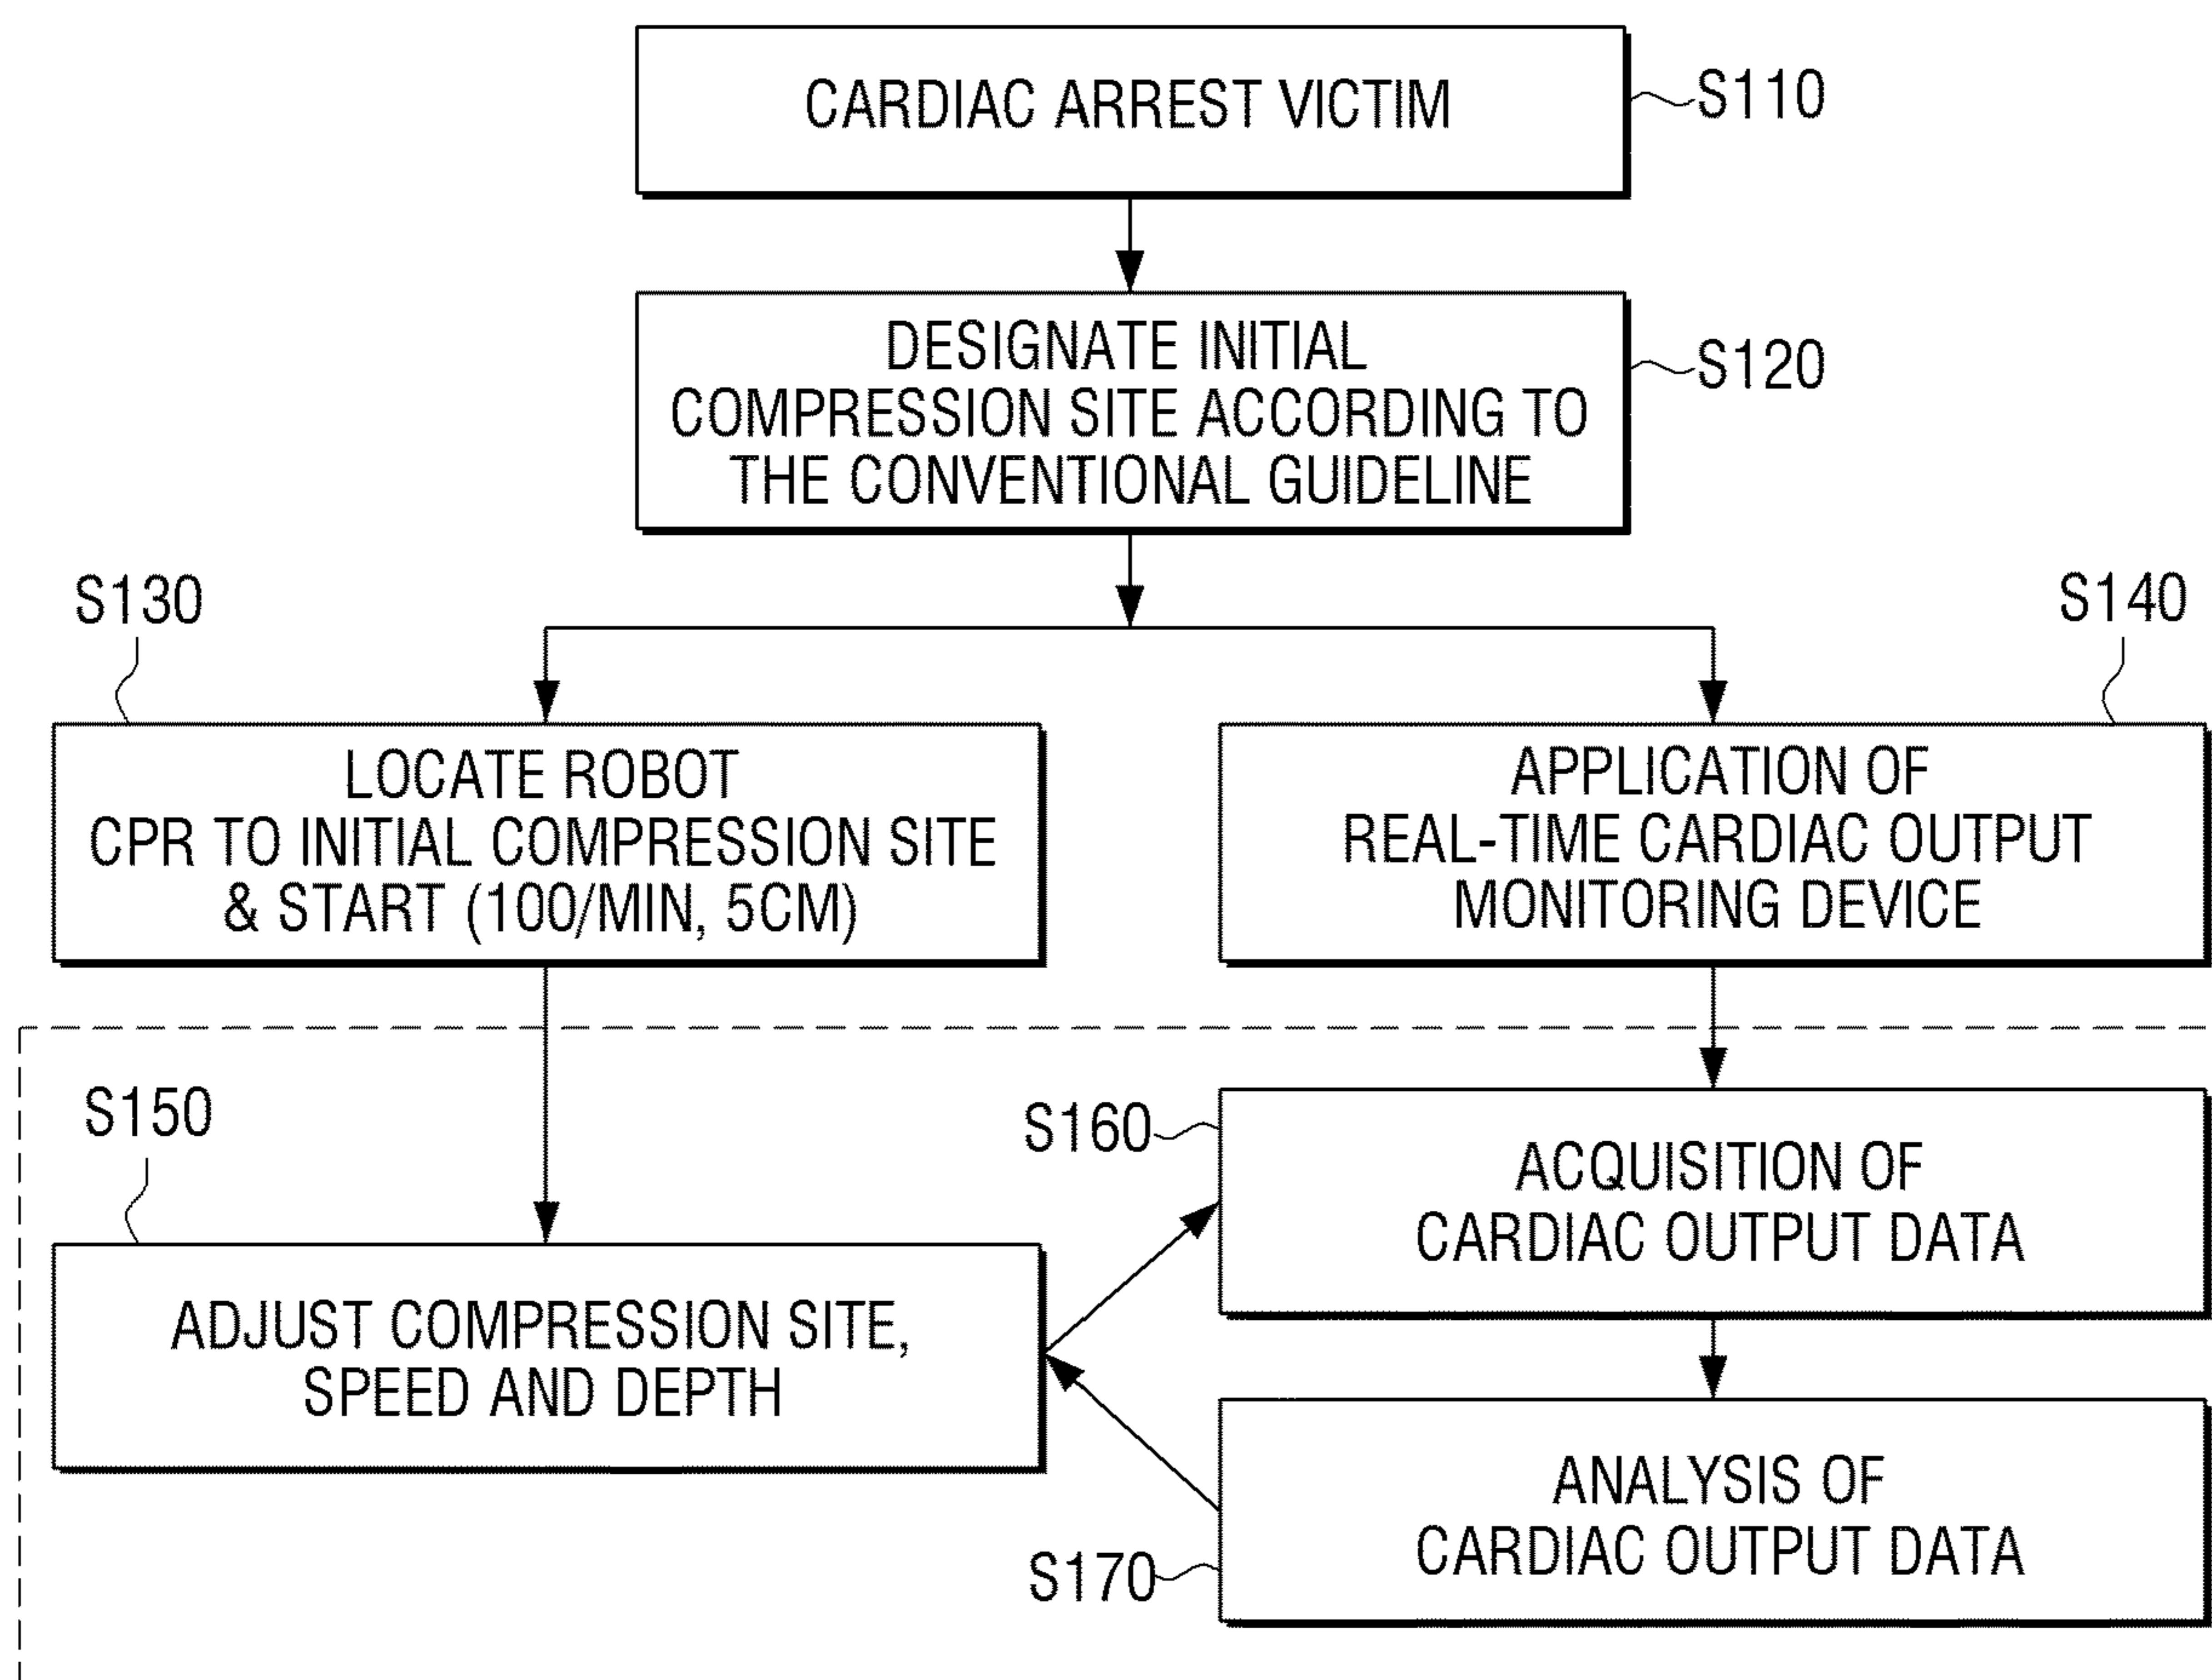 CARDIAC ARREST VICTIM
S110
DESIGNATE INITIAL
COMPRESSION SITE ACCORDING TO
THE CONVENTIONAL GUIDELINE
S120
S130
LOCATE ROBOT
CPR TO INITIAL COMPRESSION SITE
& START (100/MIN, 5CM)
S140
APPLICATION OF
REAL-TIME CARDIAC OUTPUT
MONITORING DEVICE
S150
ADJUST COMPRESSION SITE,
SPEED AND DEPTH
S160
ACQUISITION OF
CARDIAC OUTPUT DATA
S170
ANALYSIS OF
CARDIAC OUTPUT DATA